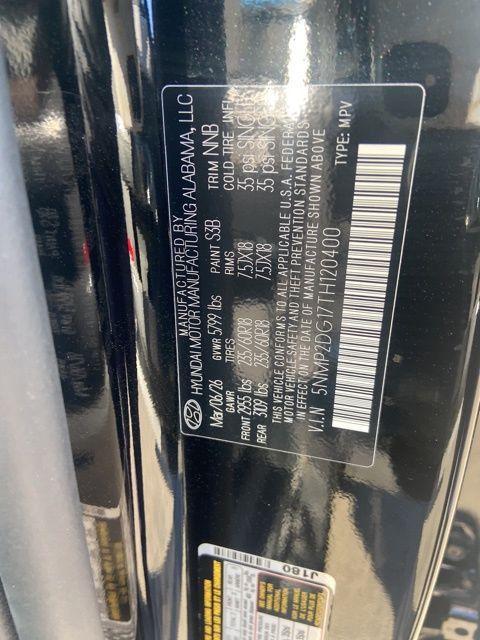 MANUFACTURED BY
HYUNDAI MOTOR MANUFACTURING ALABAMA, LLC
Mar/06/26 GVWR 5799 lbs PAINT S3B TRIM NNB
GAWR TIRES RIMS COLD TIRE INFL
FRONT 2955 lbs 235/60R18 7.5JX18 35 psi SINGLE
REAR 3109 lbs 235/60R18 7.5JX18 35 psi SINGLE
THIS VEHICLE CONFORMS TO ALL APPLICABLE U.S.A. FEDERAL
MOTOR VEHICLE SAFETY AND THEFT PREVENTION STANDARDS
IN EFFECT ON THE DATE OF MANUFACTURE SHOWN ABOVE
V.I.N 5NMP2DG17TH120400 TYPE: MPV
J180